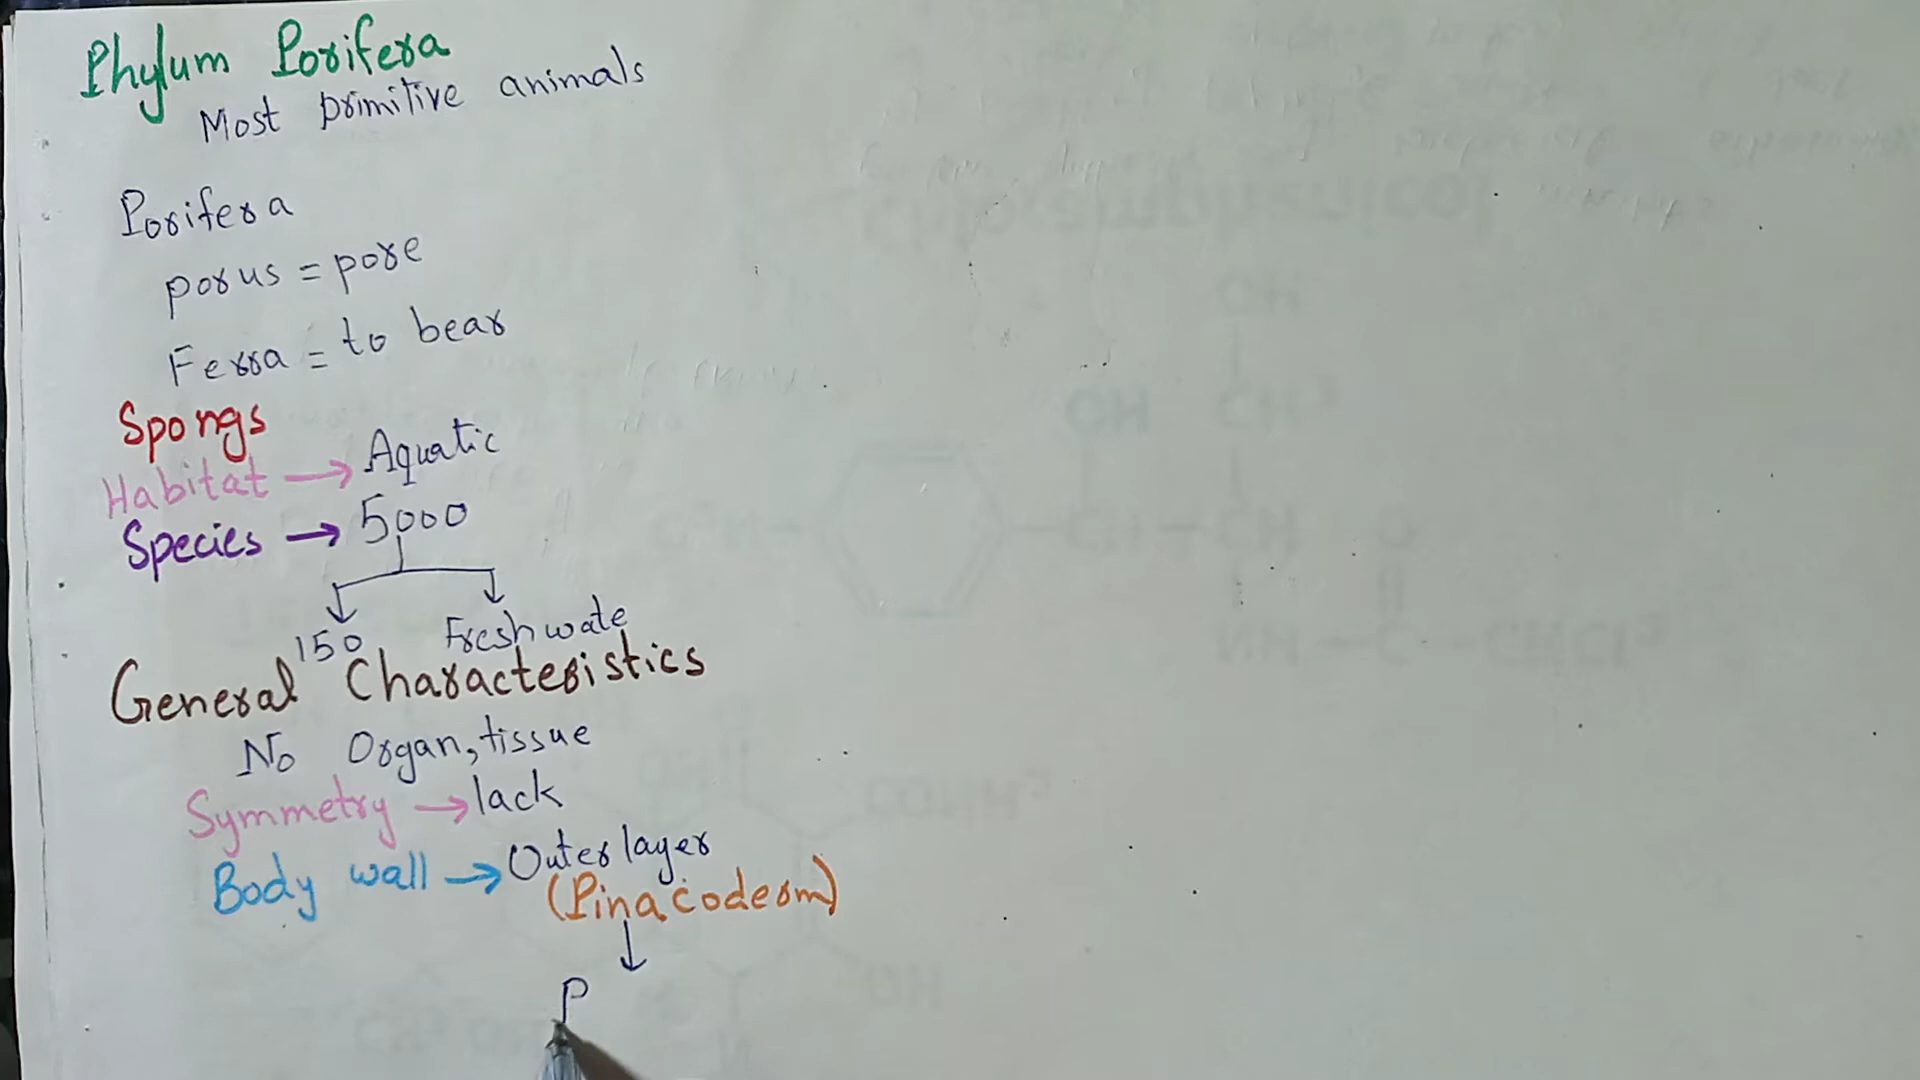 Phylum Porifera
Most primitive animals
Porifera
porus = pore
Ferra = to bear
Spongs
Habitat → Aquatic
Species → 5000
150 Freshwate
General Characteristics
No Organ, tissue
Symmetry → lack
Body wall → Outer layer
(Pinacoderm)
P